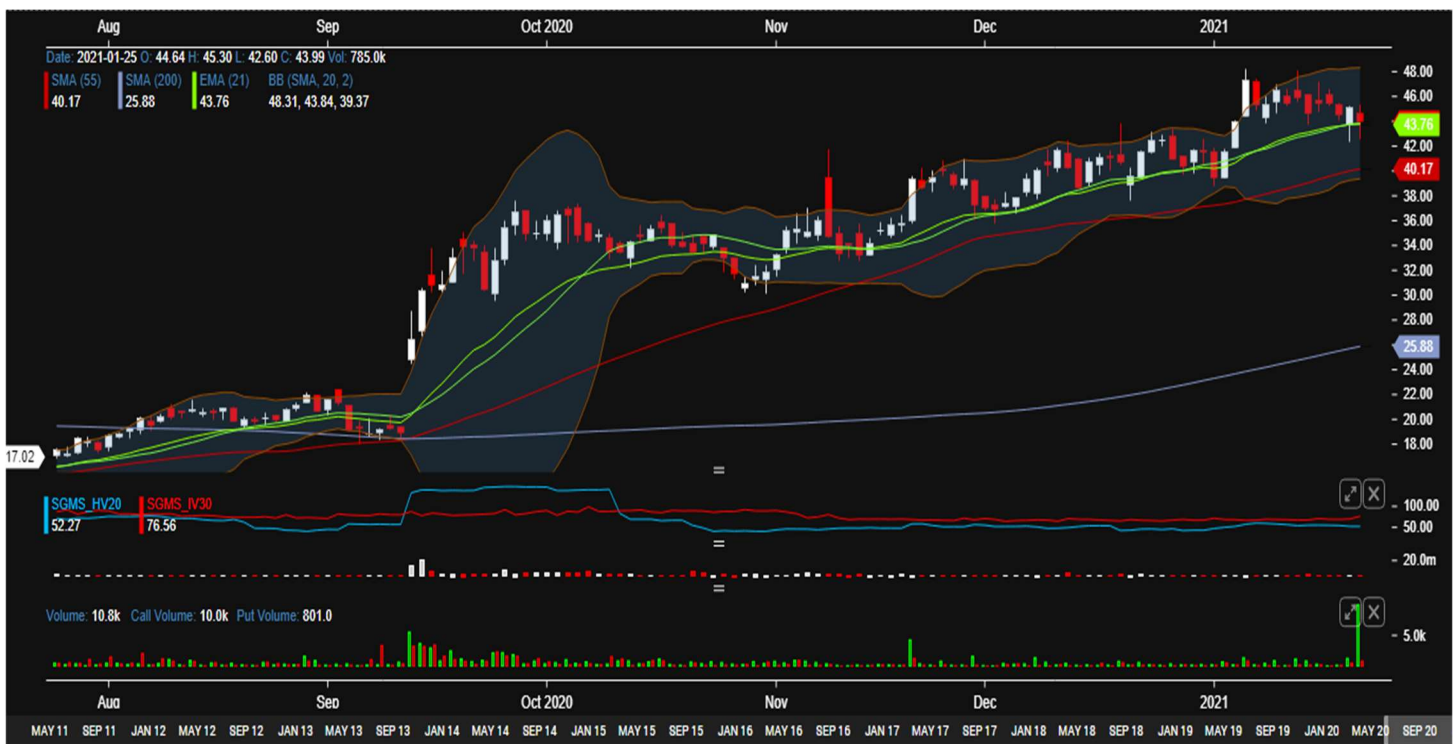 Aug Sep Oct 2020 Nov Dec 2021
Date: 2021-01-25 O: 44.64 H: 45.30 L: 42.60 C: 43.99 Vol: 785.0k
SMA (55) SMA (200) EMA (21) BB (SMA, 20, 2)
40.17 25.88 43.76 48.31, 43.84, 39.37
48.00
46.00
43.76
42.00
40.17
38.00
36.00
34.00
32.00
30.00
28.00
25.88
24.00
22.00
20.00
18.00
17.02
SGMS_HV20 SGMS_IV30
52.27 76.56
100.00
50.00
20.0m
Volume: 10.8k Call Volume: 10.0k Put Volume: 801.0
5.0k
Aug Sep Oct 2020 Nov Dec 2021
MAY 11 SEP 11 JAN 12 MAY 12 SEP 12 JAN 13 MAY 13 SEP 13 JAN 14 MAY 14 SEP 14 JAN 15 MAY 15 SEP 15 JAN 16 MAY 16 SEP 16 JAN 17 MAY 17 SEP 17 JAN 18 MAY 18 SEP 18 JAN 19 MAY 19 SEP 19 JAN 20 MAY 20 SEP 20